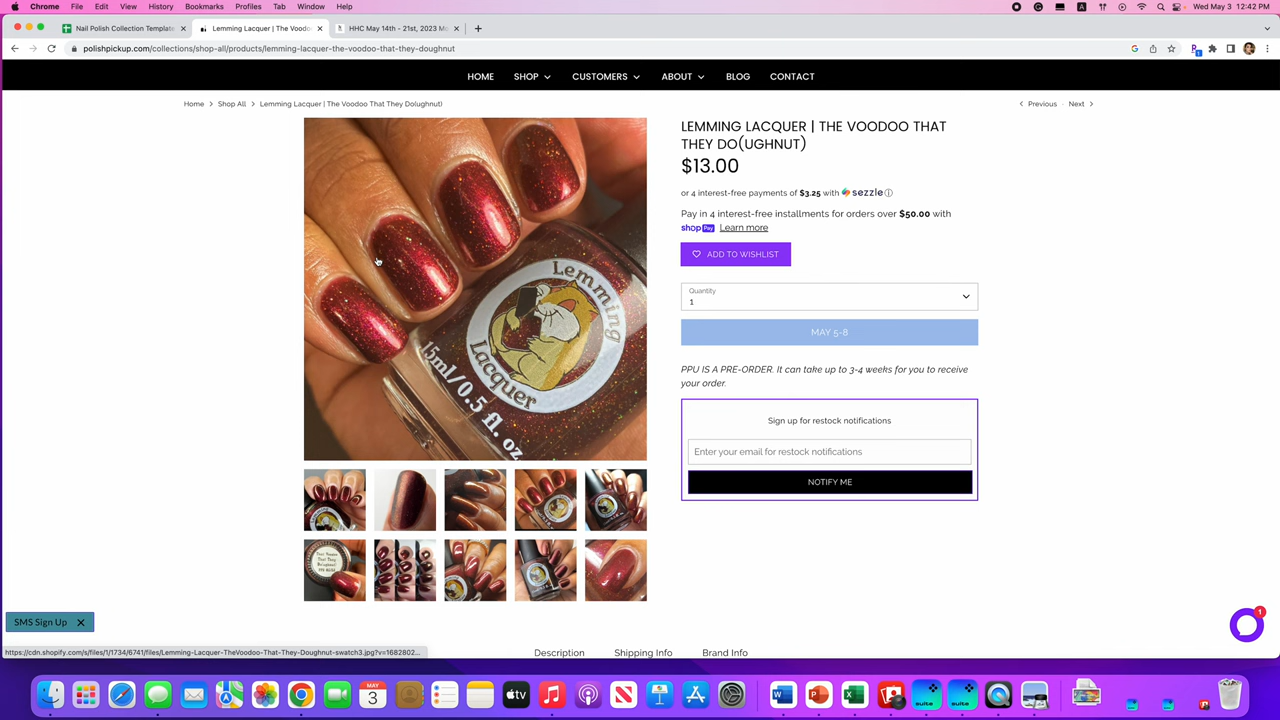 Chrome File Edit View History Bookmarks Profiles Tab Window Help Wed May 3 12:42 PM
Nail Polish Collection Template Lemming Lacquer | The Voodoo HHC May 14th - 21st, 2023 M
polishpickup.com/collections/shop-all/products/lemming-lacquer-the-voodoo-that-they-doughnut
HOME SHOP CUSTOMERS ABOUT BLOG CONTACT
Home > Shop All > Lemming Lacquer | The Voodoo That They Do(ughnut)
< Previous · Next >
LEMMING LACQUER | THE VOODOO THAT
THEY DO(UGHNUT)
$13.00
or 4 interest-free payments of $3.25 with sezzle
Pay in 4 interest-free installments for orders over $50.00 with
shop Pay Learn more
ADD TO WISHLIST
Quantity
1
MAY 5-8
PPU IS A PRE-ORDER. It can take up to 3-4 weeks for you to receive
your order.
Sign up for restock notifications
Enter your email for restock notifications
NOTIFY ME
Lemming
Lacquer
15ml/0.5 fl. oz
SMS Sign Up ×
1
https://cdn.shopify.com/s/files/1/1734/6741/files/Lemming-Lacquer-TheVoodoo-That-They-Doughnut-swatch3.jpg?v=1682802...
Description Shipping Info Brand Info
MAY
3
tv
suite
suite